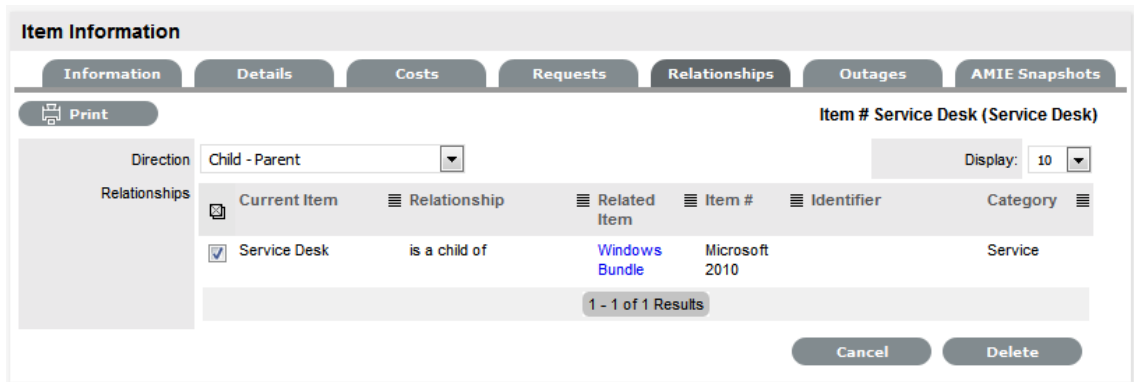 Item Information
Information Details Costs Requests Relationships Outages AMIE Snapshots
Print
Item # Service Desk (Service Desk)
Direction Child - Parent Display: 10
Relationships
Current Item Relationship Related Item # Identifier Category
Item
Service Desk is a child of Windows Microsoft Service
Bundle 2010
1 - 1 of 1 Results
Cancel Delete